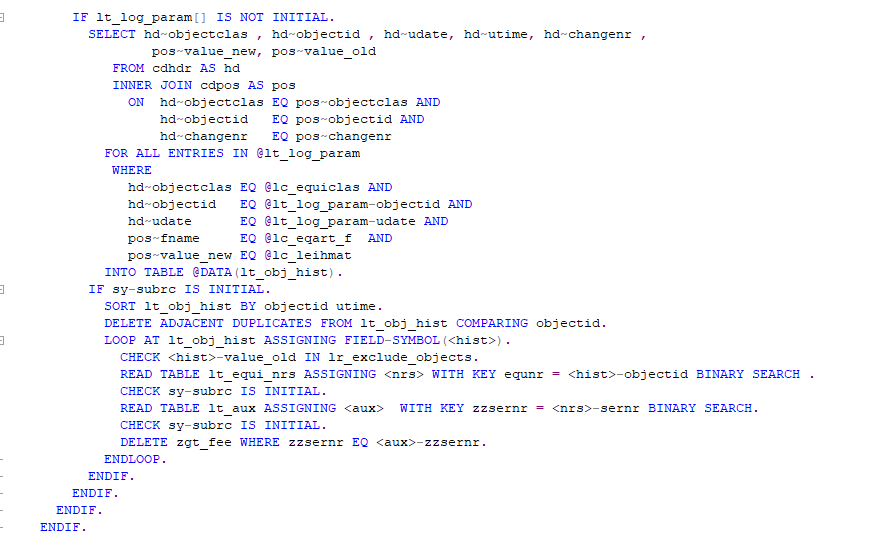 IF lt_log_param[] IS NOT INITIAL.
SELECT hd~objectclas , hd~objectid , hd~udate, hd~utime, hd~changenr ,
pos~value_new, pos~value_old
FROM cdhdr AS hd
INNER JOIN cdpos AS pos
ON  hd~objectclas EQ pos~objectclas AND
hd~objectid   EQ pos~objectid AND
hd~changenr   EQ pos~changenr
FOR ALL ENTRIES IN @lt_log_param
WHERE
hd~objectclas EQ @lc_equiclas AND
hd~objectid   EQ @lt_log_param-objectid AND
hd~udate      EQ @lt_log_param-udate AND
pos~fname     EQ @lc_eqart_f  AND
pos~value_new EQ @lc_leihmat
INTO TABLE @DATA(lt_obj_hist).
IF sy-subrc IS INITIAL.
SORT lt_obj_hist BY objectid utime.
DELETE ADJACENT DUPLICATES FROM lt_obj_hist COMPARING objectid.
LOOP AT lt_obj_hist ASSIGNING FIELD-SYMBOL(<hist>).
CHECK <hist>-value_old IN lr_exclude_objects.
READ TABLE lt_equi_nrs ASSIGNING <nrs> WITH KEY equnr = <hist>-objectid BINARY SEARCH .
CHECK sy-subrc IS INITIAL.
READ TABLE lt_aux ASSIGNING <aux>  WITH KEY zzsernr = <nrs>-sernr BINARY SEARCH.
CHECK sy-subrc IS INITIAL.
DELETE zgt_fee WHERE zzsernr EQ <aux>-zzsernr.
ENDLOOP.
ENDIF.
ENDIF.
ENDIF.
ENDIF.